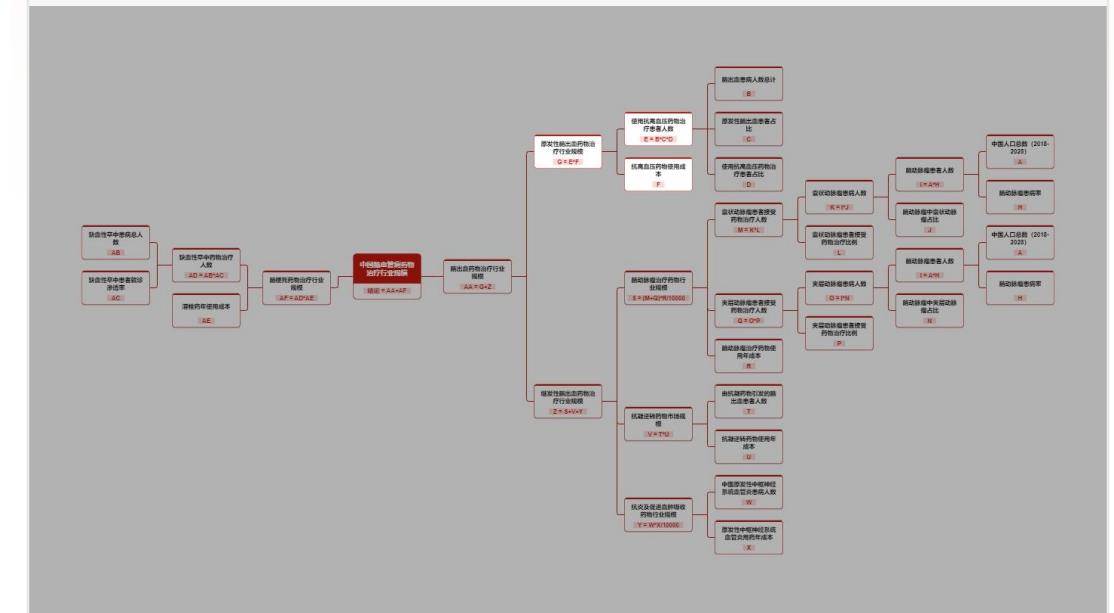 脑出血患病人数总计
B
使用抗高血压药物治
疗患者人数
E = B*C*D
原发性脑出血患者占
比
C
原发性脑出血药物治
疗行业规模
G = E*F
抗高血压药物使用成
本
F
使用抗高血压药物治
疗患者占比
D
中国人口总数（2018-
2028）
A
脑动脉瘤患者人数
I = A*H
脑动脉瘤患病率
H
囊状动脉瘤患病人数
K = I*J
脑动脉瘤中囊状动脉
瘤占比
J
囊状动脉瘤患者接受
药物治疗人数
M = K*L
囊状动脉瘤患者接受
药物治疗比例
L
缺血性卒中患病总人
数
AB
缺血性卒中药物治疗
人数
AD = AB*AC
缺血性卒中患者就诊
渗透率
AC
溶栓药年使用成本
AE
脑梗死药物治疗行业
规模
AF = AD*AE
中国脑血管病药物
治疗行业规模
结论 = AA+AF
脑出血药物治疗行业
规模
AA = G+Z
脑动脉瘤治疗药物行
业规模
S = (M+Q)*R/10000
中国人口总数（2018-
2028）
A
脑动脉瘤患者人数
I = A*H
脑动脉瘤患病率
H
夹层动脉瘤患病人数
O = I*N
脑动脉瘤中夹层动脉
瘤占比
N
夹层动脉瘤患者接受
药物治疗人数
Q = O*P
夹层动脉瘤患者接受
药物治疗比例
P
脑动脉瘤治疗药物使
用年成本
R
继发性脑出血药物治
疗行业规模
Z = S+V+Y
由抗凝药物引发的脑
出血患者人数
T
抗凝逆转药物市场规
模
V = T*U
抗凝逆转药物使用年
成本
U
中国原发性中枢神经
系统血管炎患病人数
W
抗炎及促进血肿吸收
药物行业规模
Y = W*X/10000
原发性中枢神经系统
血管炎用药年成本
X